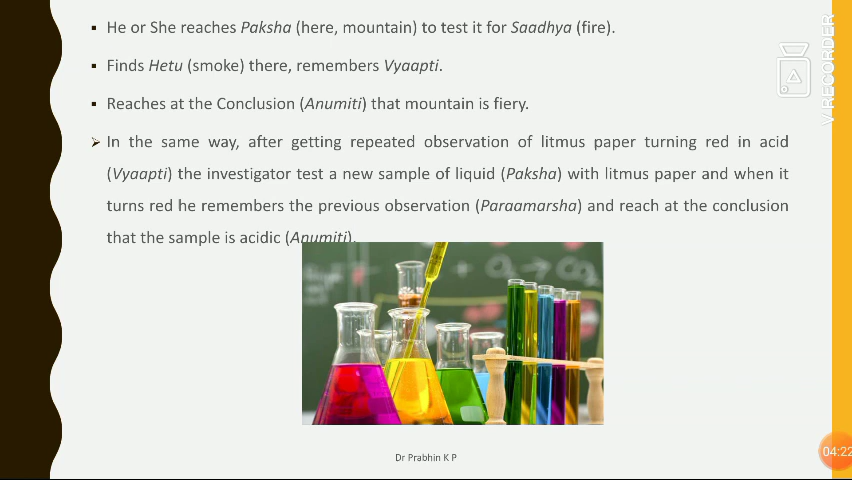 ▪ He or She reaches Paksha (here, mountain) to test it for Saadhya (fire).
▪ Finds Hetu (smoke) there, remembers Vyaapti.
▪ Reaches at the Conclusion (Anumiti) that mountain is fiery.
➢ In the same way, after getting repeated observation of litmus paper turning red in acid
(Vyaapti) the investigator test a new sample of liquid (Paksha) with litmus paper and when it
turns red he remembers the previous observation (Paraamarsha) and reach at the conclusion
that the sample is acidic (Anumiti).
Dr Prabhin K P
V RECORDER
04:22